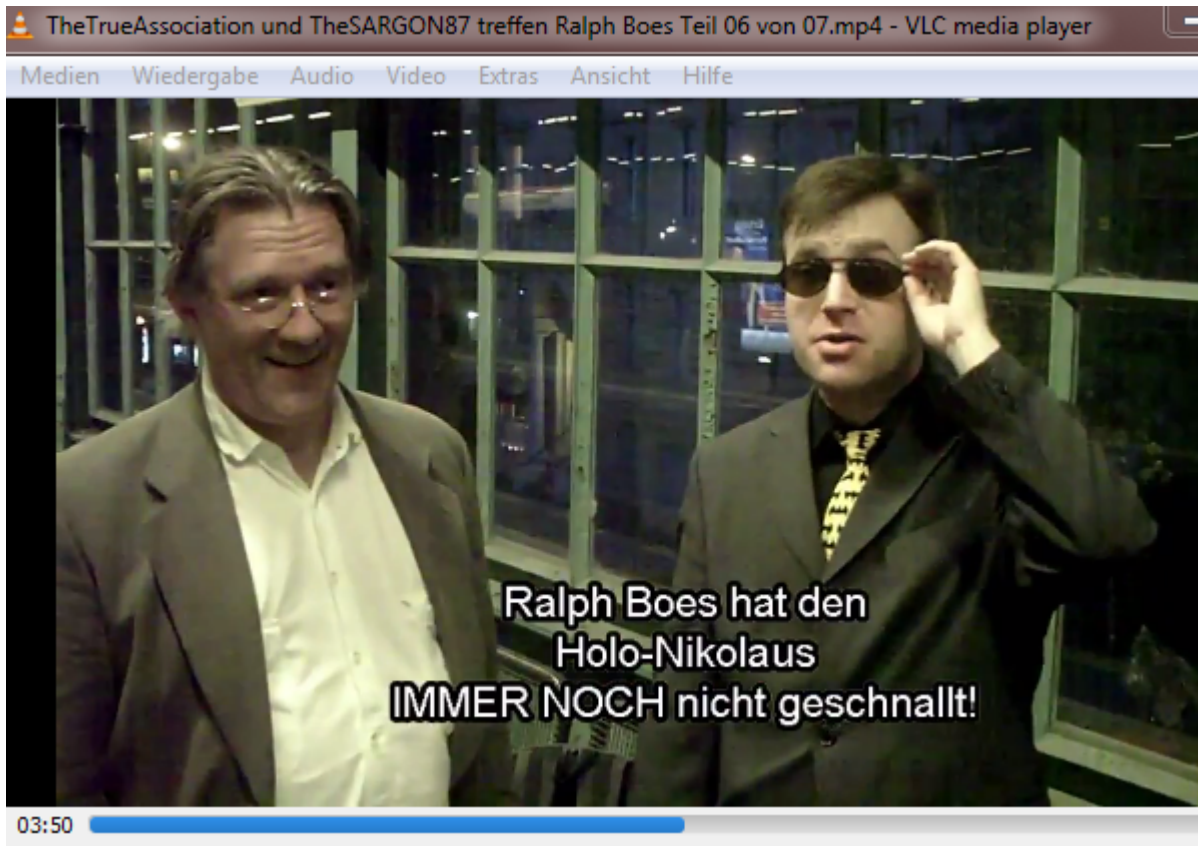 TheTrueAssociation und TheSARGON87 treffen Ralph Boes Teil 06 von 07.mp4 - VLC media player
Medien Wiedergabe Audio Video Extras Ansicht Hilfe
Ralph Boes hat den
Holo-Nikolaus
IMMER NOCH nicht geschnallt!
03:50